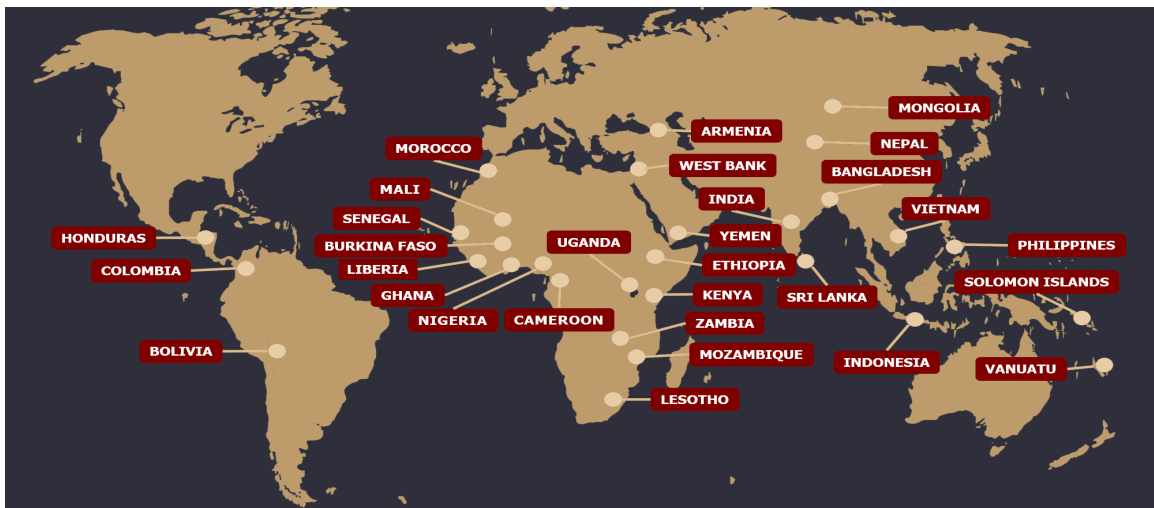 MONGOLIA
ARMENIA
NEPAL
MOROCCO
WEST BANK
BANGLADESH
MALI
INDIA
VIETNAM
SENEGAL
HONDURAS
BURKINA FASO
UGANDA
YEMEN
PHILIPPINES
COLOMBIA
LIBERIA
ETHIOPIA
SOLOMON ISLANDS
GHANA
KENYA
SRI LANKA
NIGERIA
CAMEROON
ZAMBIA
BOLIVIA
MOZAMBIQUE
INDONESIA
VANUATU
LESOTHO